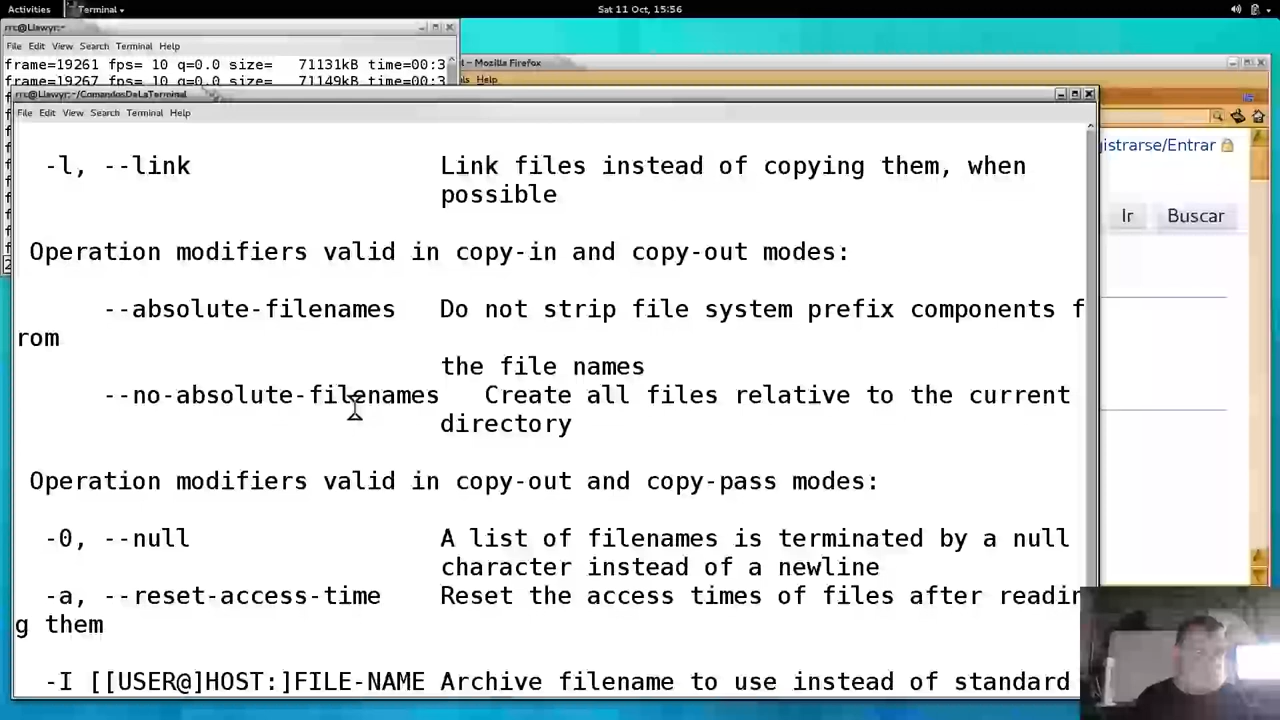 Activities Terminal Sat 11 Oct, 15:56
rrc@Llawyr:~
File Edit View Search Terminal Help
frame=19261 fps= 10 q=0.0 size= 71131kB time=00:3
frame=19267 fps= 10 q=0.0 size= 71149kB time=00:3
- Mozilla Firefox
Help
rrc@Llawyr:~/ComandosDeLaTerminal
File Edit View Search Terminal Help
gistrarse/Entrar
Ir Buscar
-l, --link Link files instead of copying them, when
possible
Operation modifiers valid in copy-in and copy-out modes:
--absolute-filenames Do not strip file system prefix components f
rom
the file names
--no-absolute-filenames Create all files relative to the current
directory
Operation modifiers valid in copy-out and copy-pass modes:
-0, --null A list of filenames is terminated by a null
character instead of a newline
-a, --reset-access-time Reset the access times of files after readin
g them
-I [[USER@]HOST:]FILE-NAME Archive filename to use instead of standard